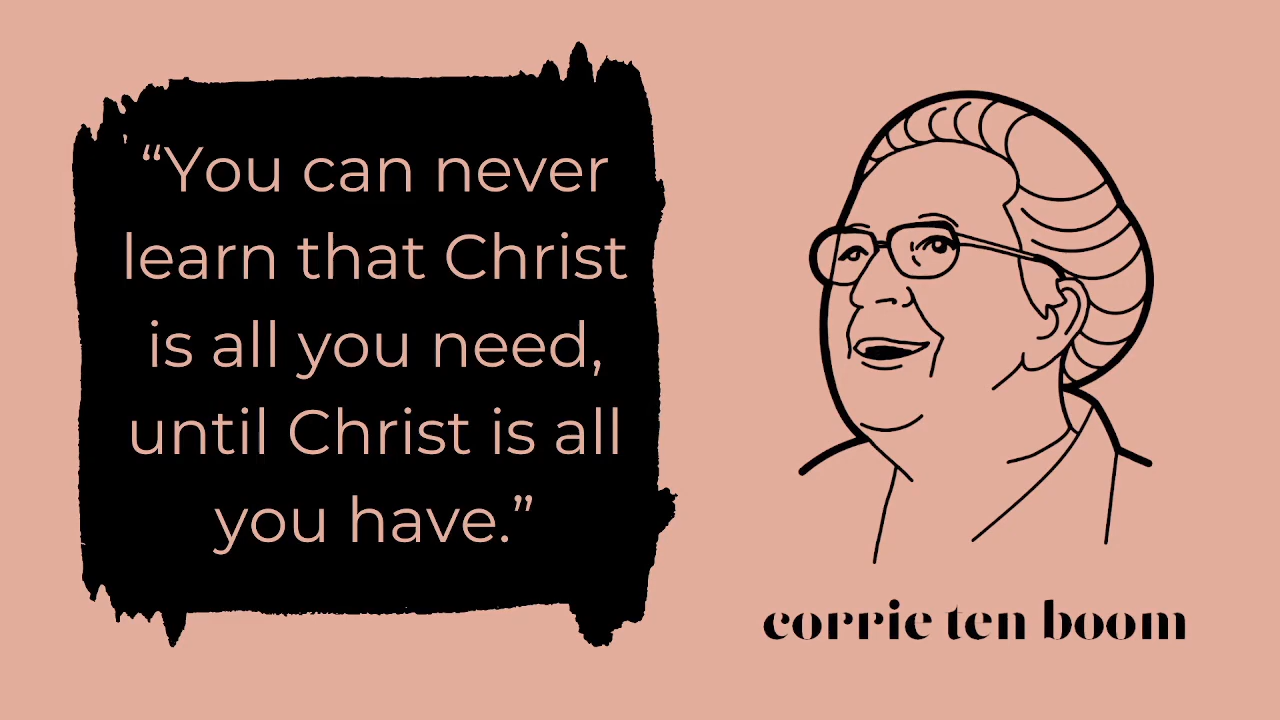 “You can never
learn that Christ
is all you need,
until Christ is all
you have.”
corrie ten boom